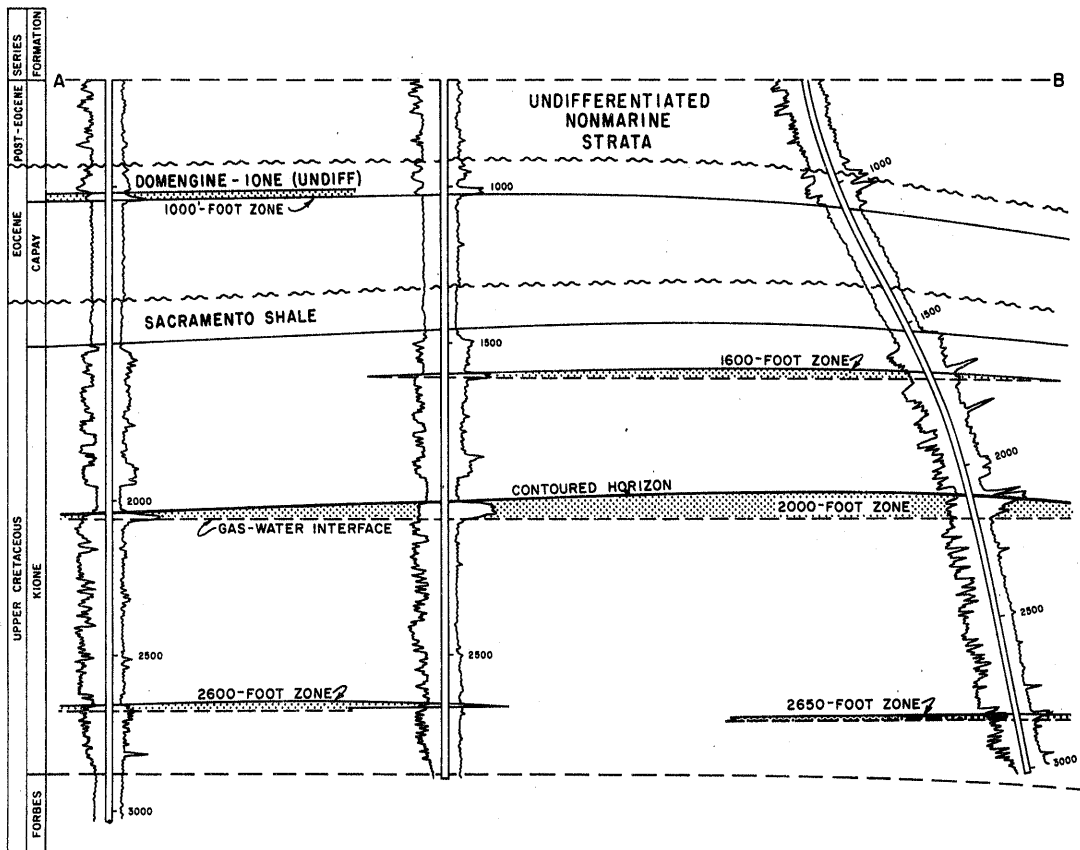 POST-EOCENE SERIES
FORMATION
A
B
UNDIFFERENTIATED
NONMARINE
STRATA
DOMENGINE - IONE (UNDIFF)
1000'-FOOT ZONE
1000
1000
EOCENE
CAPAY
SACRAMENTO SHALE
1500
1500
1600-FOOT ZONE
2000
2000
CONTOURED HORIZON
2000-FOOT ZONE
GAS-WATER INTERFACE
UPPER CRETACEOUS
KIONE
2500
2500
2500
2600-FOOT ZONE
2650-FOOT ZONE
3000
3000
FORBES